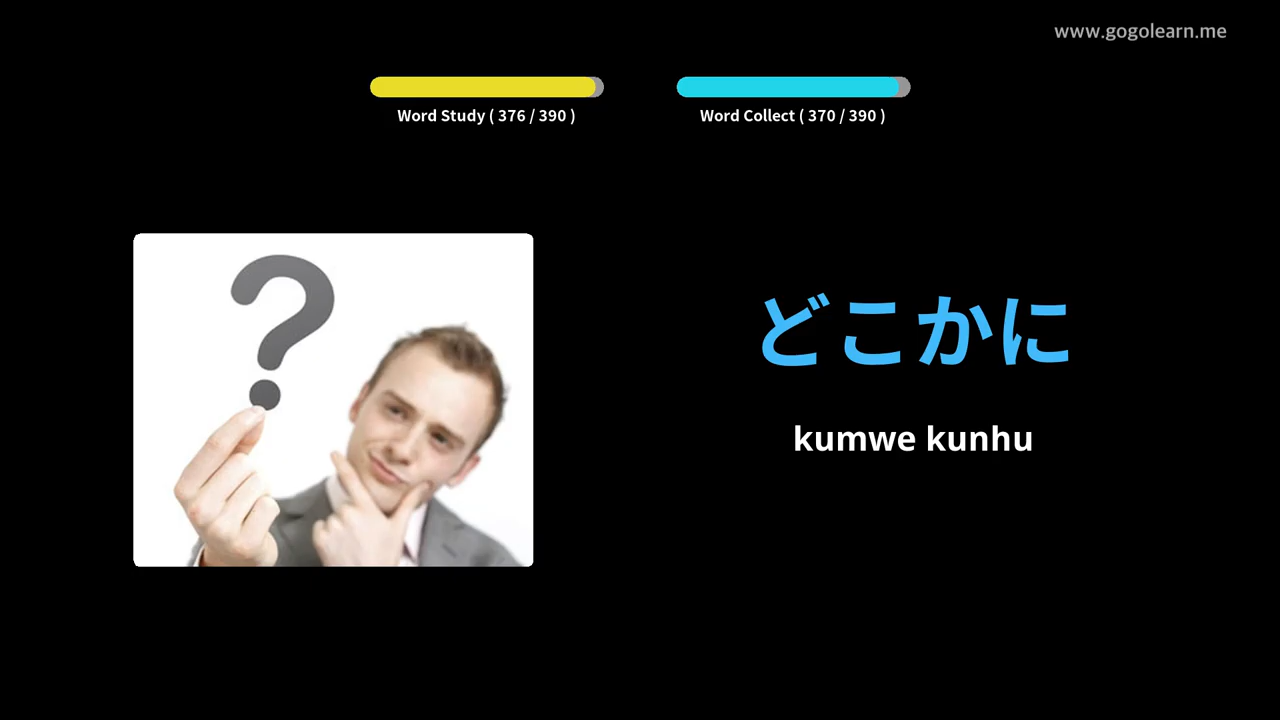 www.gogolearn.me
Word Study ( 376 / 390 )
Word Collect ( 370 / 390 )
どこかに
kumwe kunhu